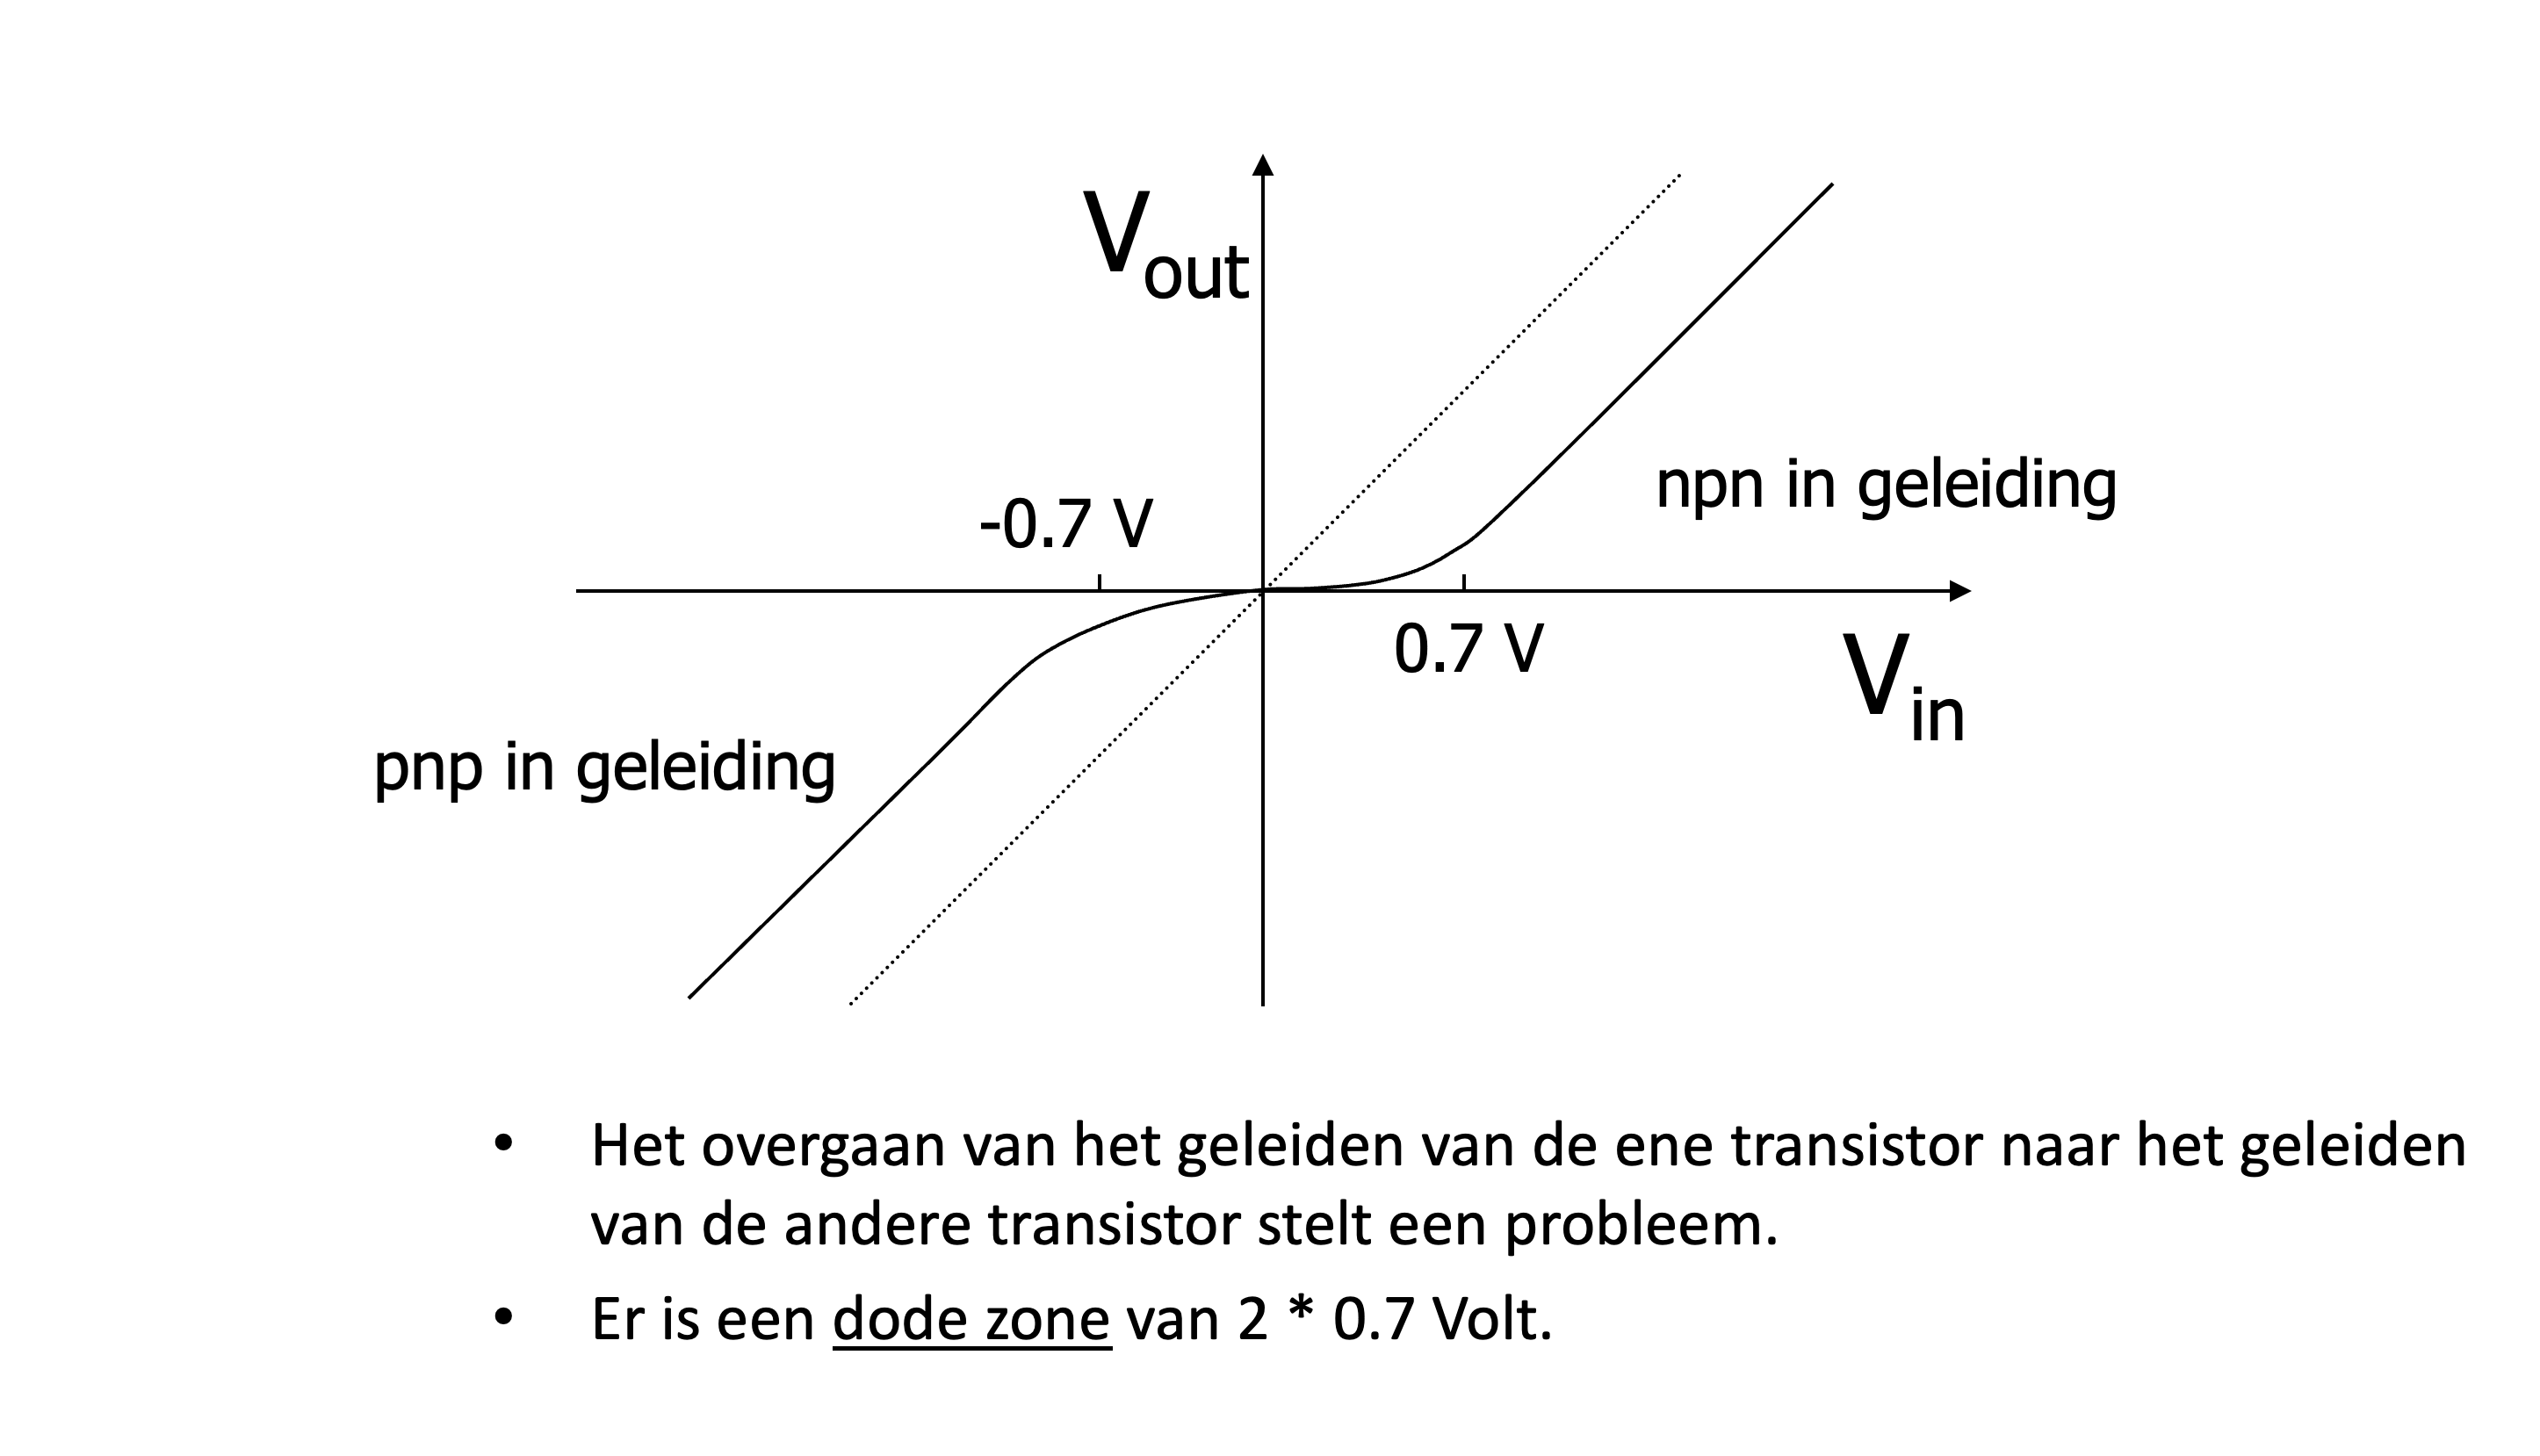 Vout
npn in geleiding
-0.7 V
0.7 V
Vin
pnp in geleiding
• Het overgaan van het geleiden van de ene transistor naar het geleiden
van de andere transistor stelt een probleem.
• Er is een dode zone van 2 * 0.7 Volt.